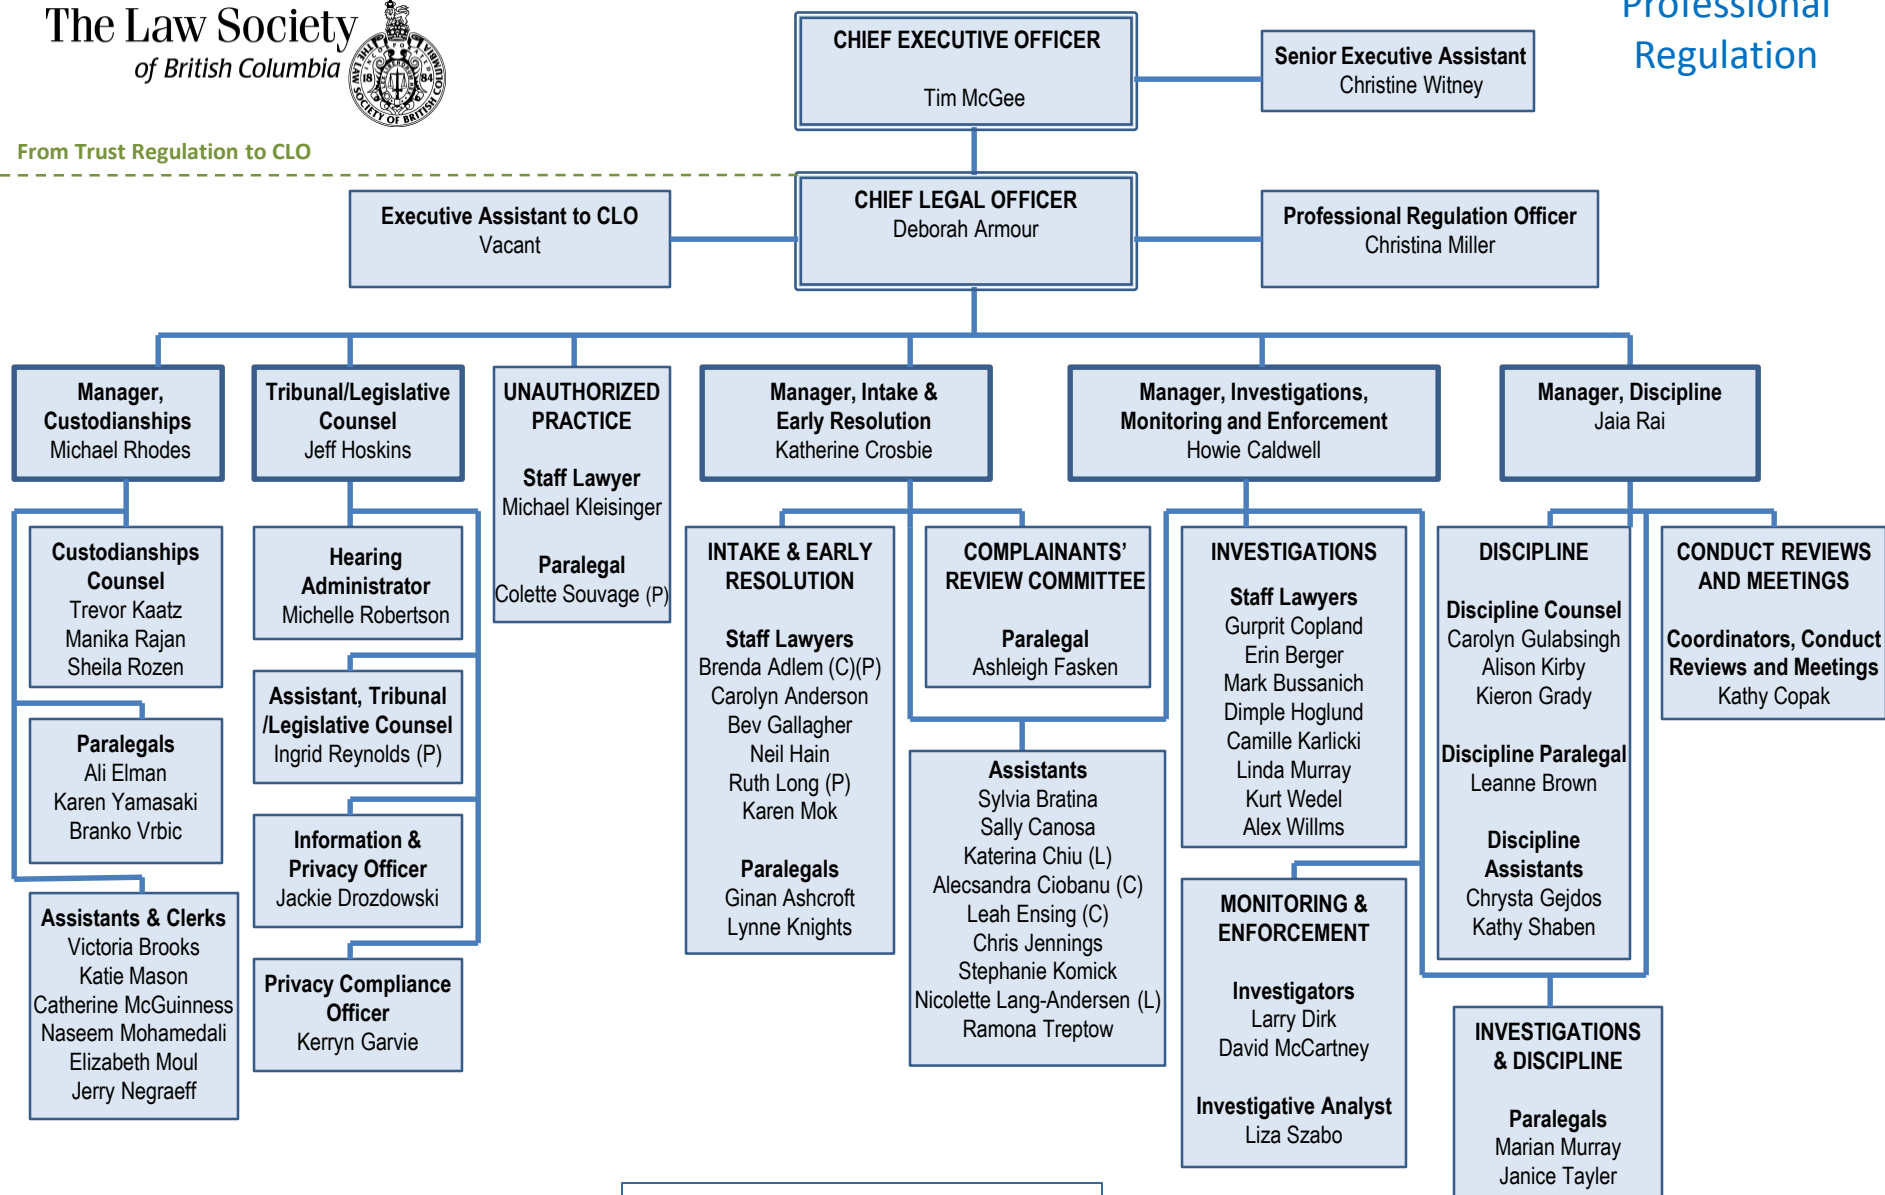 The Law Society
of British Columbia
THE LAW SOCIETY OF BRITISH COLUMBIA
18 84
Professional
Regulation
From Trust Regulation to CLO
CHIEF EXECUTIVE OFFICER
Tim McGee
Senior Executive Assistant
Christine Witney
CHIEF LEGAL OFFICER
Deborah Armour
Executive Assistant to CLO
Vacant
Professional Regulation Officer
Christina Miller
Manager,
Custodianships
Michael Rhodes
Tribunal/Legislative
Counsel
Jeff Hoskins
UNAUTHORIZED
PRACTICE
Staff Lawyer
Michael Kleisinger
Paralegal
Colette Souvage (P)
Manager, Intake &
Early Resolution
Katherine Crosbie
Manager, Investigations,
Monitoring and Enforcement
Howie Caldwell
Manager, Discipline
Jaia Rai
Custodianships
Counsel
Trevor Kaatz
Manika Rajan
Sheila Rozen
Paralegals
Ali Elman
Karen Yamasaki
Branko Vrbic
Assistants & Clerks
Victoria Brooks
Katie Mason
Catherine McGuinness
Naseem Mohamedali
Elizabeth Moul
Jerry Negraeff
Hearing
Administrator
Michelle Robertson
Assistant, Tribunal
/Legislative Counsel
Ingrid Reynolds (P)
Information &
Privacy Officer
Jackie Drozdowski
Privacy Compliance
Officer
Kerryn Garvie
INTAKE & EARLY
RESOLUTION
Staff Lawyers
Brenda Adlem (C)(P)
Carolyn Anderson
Bev Gallagher
Neil Hain
Ruth Long (P)
Karen Mok
Paralegals
Ginan Ashcroft
Lynne Knights
COMPLAINANTS'
REVIEW COMMITTEE
Paralegal
Ashleigh Fasken
Assistants
Sylvia Bratina
Sally Canosa
Katerina Chiu (L)
Alecsandra Ciobanu (C)
Leah Ensing (C)
Chris Jennings
Stephanie Komick
Nicolette Lang-Andersen (L)
Ramona Treptow
INVESTIGATIONS
Staff Lawyers
Gurprit Copland
Erin Berger
Mark Bussanich
Dimple Hoglund
Camille Karlicki
Linda Murray
Kurt Wedel
Alex Willms
MONITORING &
ENFORCEMENT
Investigators
Larry Dirk
David McCartney
Investigative Analyst
Liza Szabo
DISCIPLINE
Discipline Counsel
Carolyn Gulabsingh
Alison Kirby
Kieron Grady
Discipline Paralegal
Leanne Brown
Discipline
Assistants
Chrysta Gejdos
Kathy Shaben
CONDUCT REVIEWS
AND MEETINGS
Coordinators, Conduct
Reviews and Meetings
Kathy Copak
INVESTIGATIONS
& DISCIPLINE
Paralegals
Marian Murray
Janice Tayler